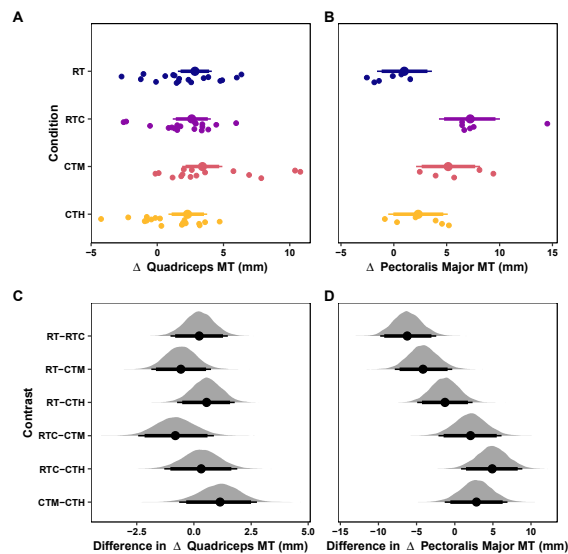 A
B
Condition
RT
RTC
CTM
CTH
−5 0 5 10
−5 0 5 10 15
Δ Quadriceps MT (mm)
Δ Pectoralis Major MT (mm)
C
D
Contrast
RT−RTC
RT−CTM
RT−CTH
RTC−CTM
RTC−CTH
CTM−CTH
−2.5 0.0 2.5 5.0
−15 −10 −5 0 5 10
Difference in Δ Quadriceps MT (mm)
Difference in Δ Pectoralis Major MT (mm)